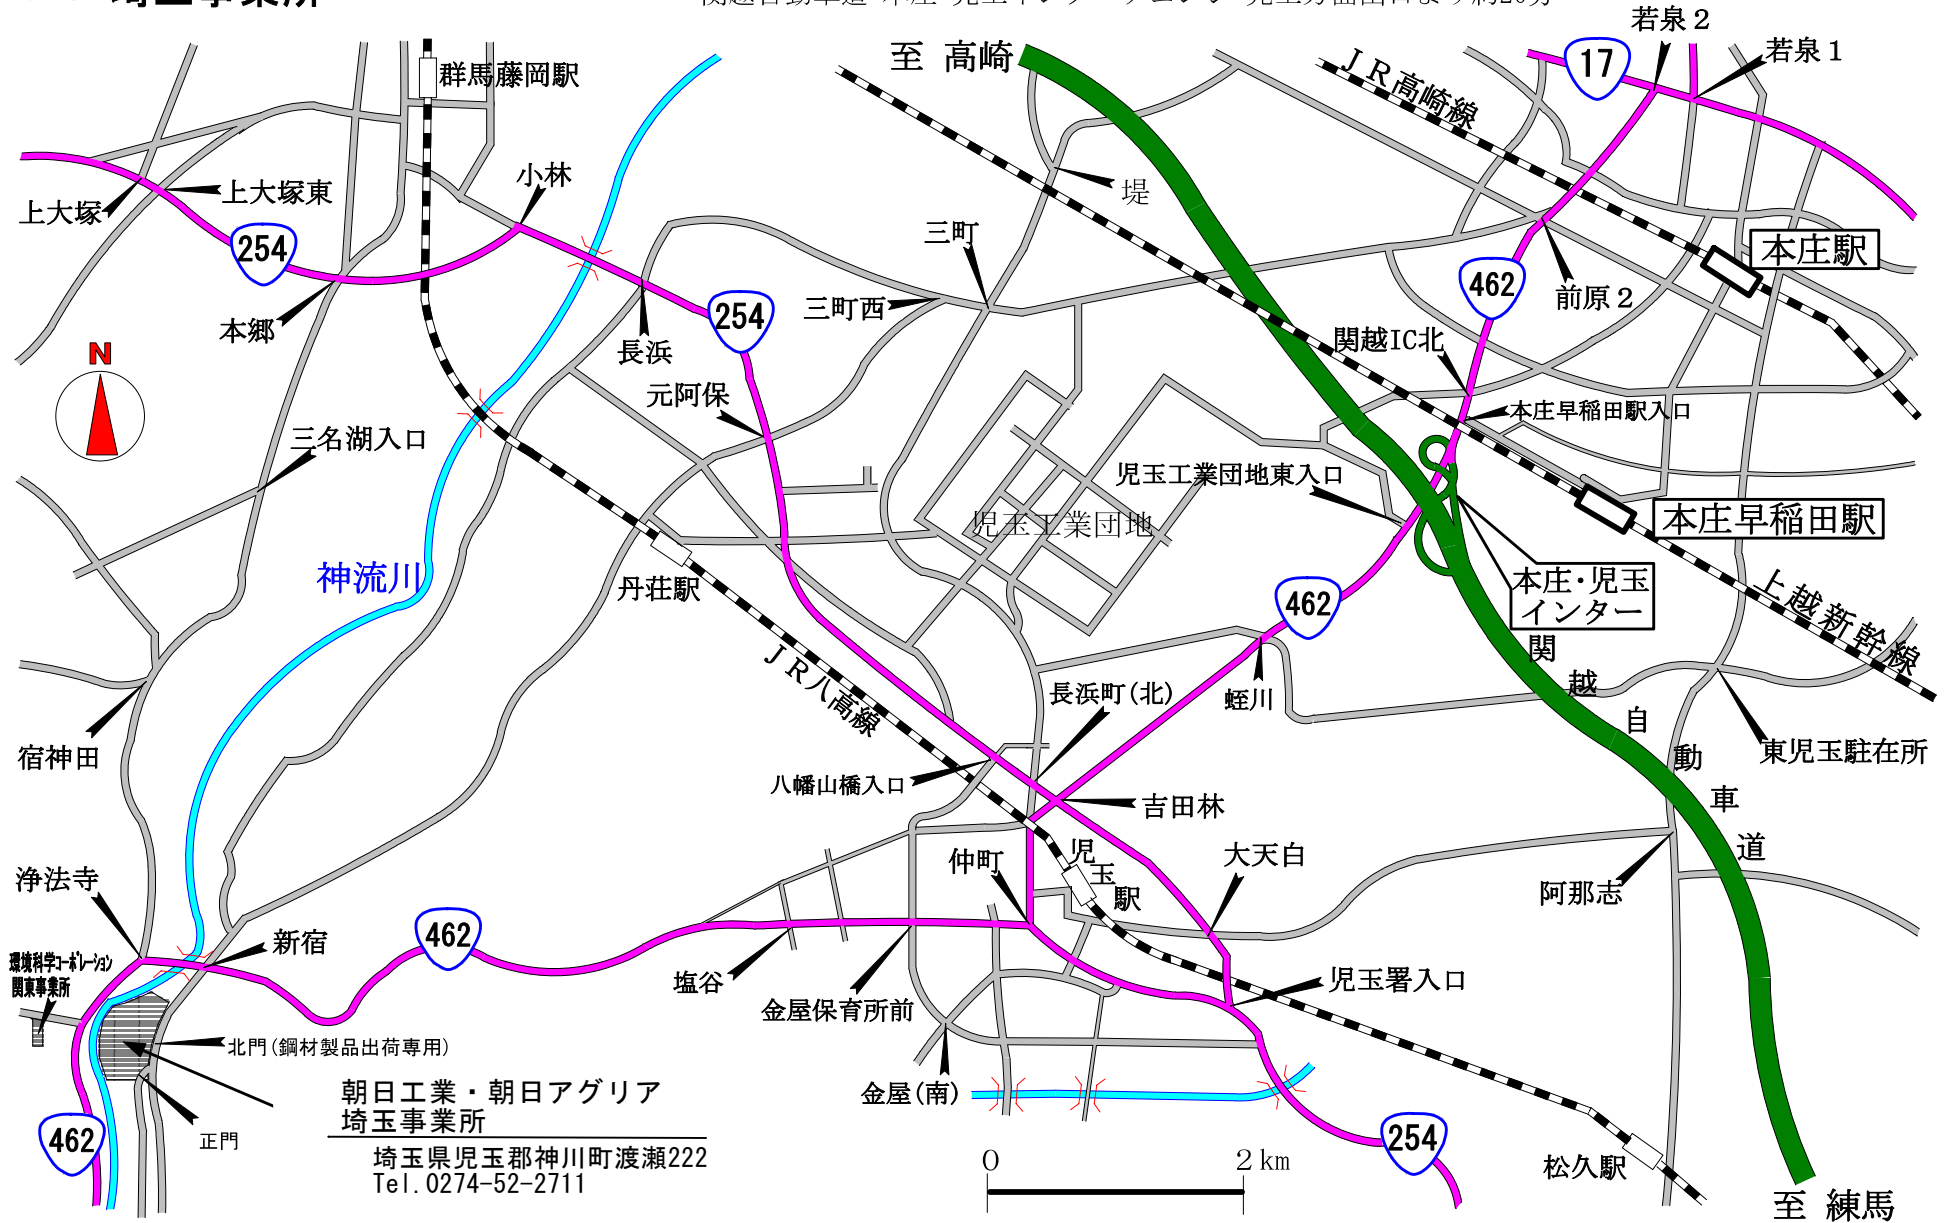 埼玉事業所
若泉２
若泉１
17
至 高崎
群馬藤岡駅
ＪＲ高崎線
小林
上大塚東
上大塚
堤
254
三町
本庄駅
462
前原２
三町西
254
本郷
関越IC北
長浜
N
元阿保
本庄早稲田駅入口
三名湖入口
児玉工業団地東入口
児玉工業団地
本庄早稲田駅
神流川
丹荘駅
本庄・児玉
インター
462
上越新幹線
ＪＲ八高線
関越自動車道
長浜町(北)
蛭川
宿神田
東児玉駐在所
八幡山橋入口
吉田林
仲町
児玉駅
大天白
浄法寺
阿那志
462
新宿
環境科学コーポレーション
関東事業所
塩谷
児玉署入口
金屋保育所前
北門(鋼材製品出荷専用)
朝日工業・朝日アグリア
埼玉事業所
金屋(南)
462
正門
254
埼玉県児玉郡神川町渡瀬222
Tel.0274-52-2711
0
2km
松久駅
至 練馬